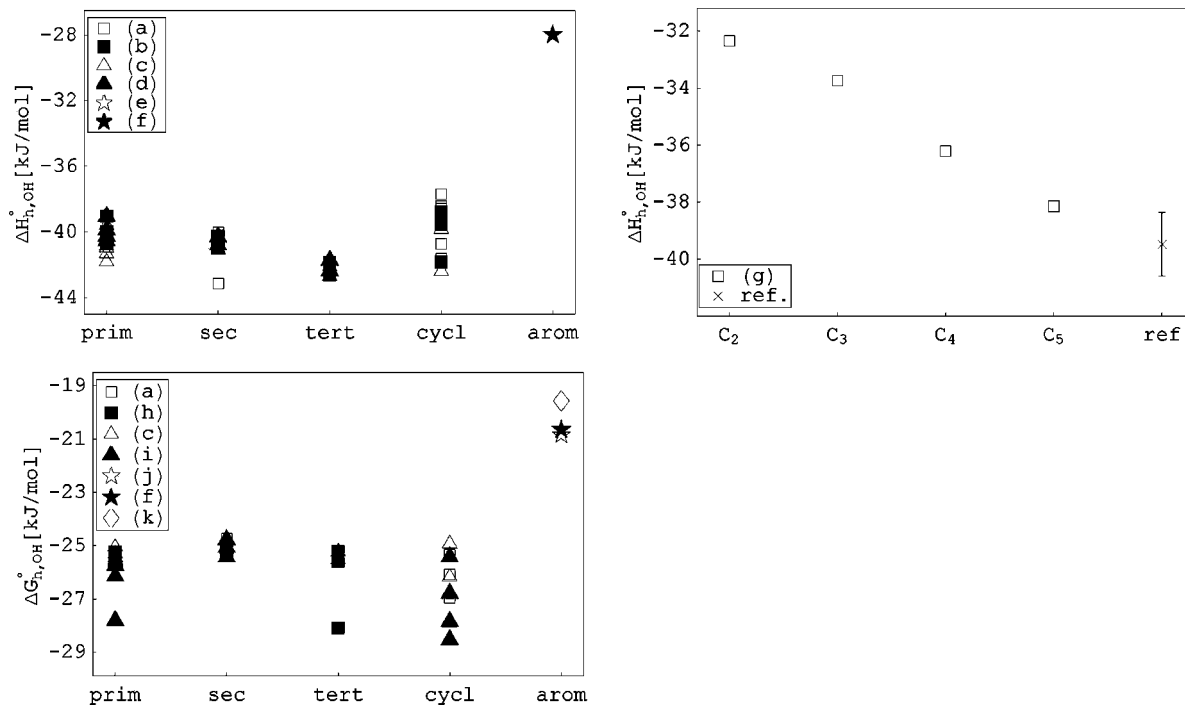 -28
-32
-36
-40
-44
ΔH°h,OH[kJ/mol]
(a)
(b)
(c)
(d)
(e)
(f)
prim sec tert cycl arom
-32
-34
-36
-38
-40
ΔH°h,OH[kJ/mol]
(g)
ref.
C2 C3 C4 C5 ref
-19
-21
-23
-25
-27
-29
ΔG°h,OH[kJ/mol]
(a)
(h)
(c)
(i)
(j)
(f)
(k)
prim sec tert cycl arom